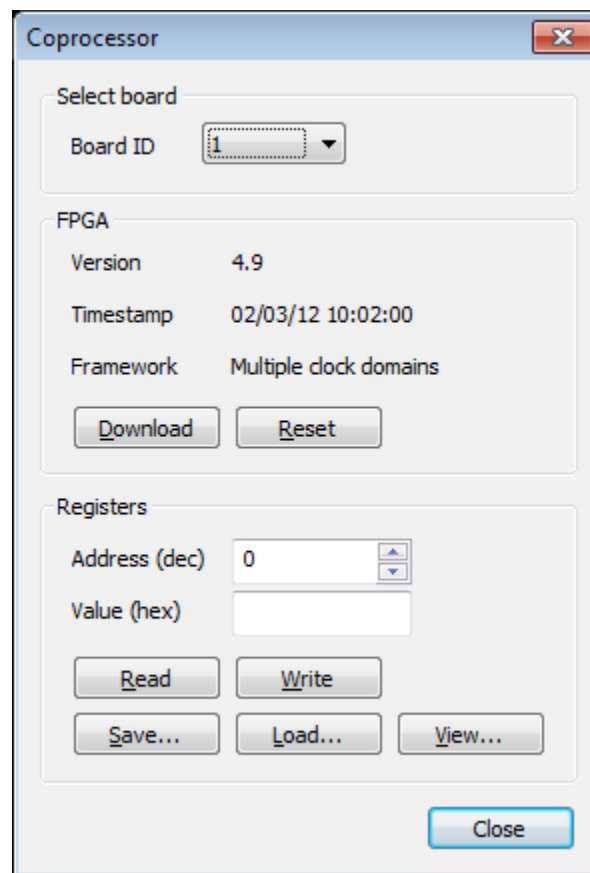 Coprocessor
Select board
Board ID 1
FPGA
Version 4.9
Timestamp 02/03/12 10:02:00
Framework Multiple clock domains
Download Reset
Registers
Address (dec) 0
Value (hex)
Read Write
Save... Load... View...
Close